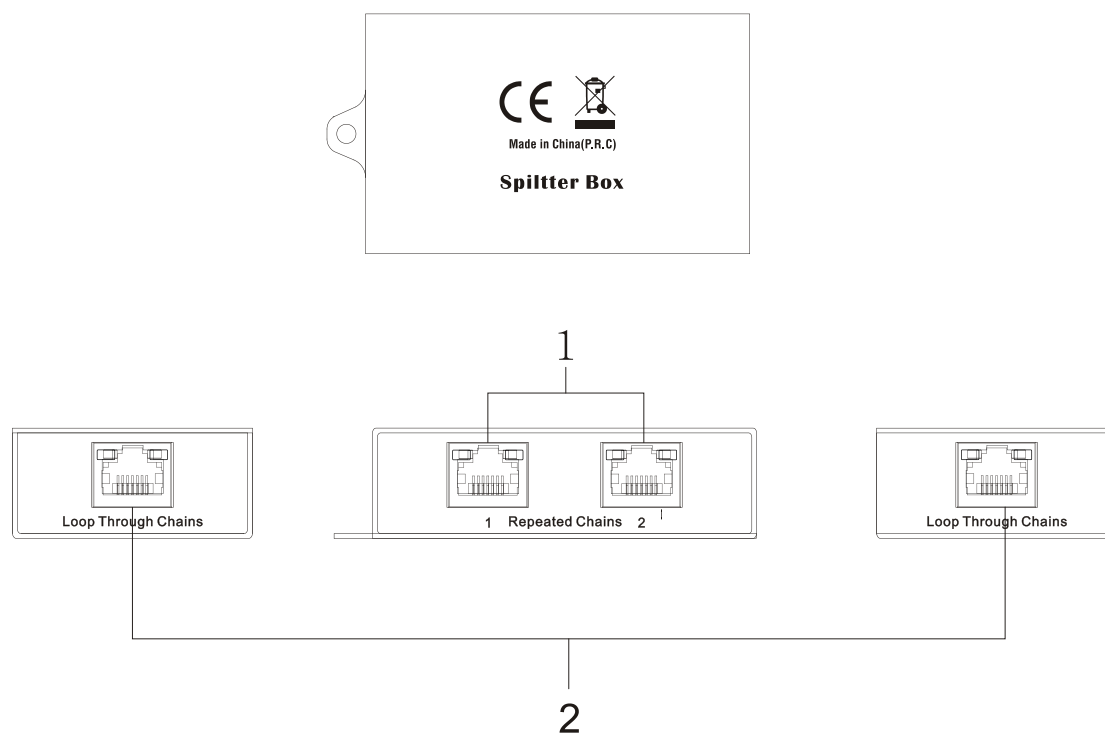 CE
Made in China(P.R.C)
Spiltter Box
1
Loop Through Chains
1 Repeated Chains 2
Loop Through Chains
2